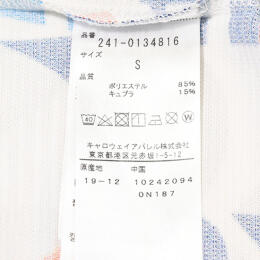 品番
241-0134816
サイズ
S
品質
ポリエステル 85%
キュプラ 15%
40 W
キャロウェイアパレル株式会社
東京都港区元赤坂1-5-12
原産地 中国
19-12 10242094
0N187